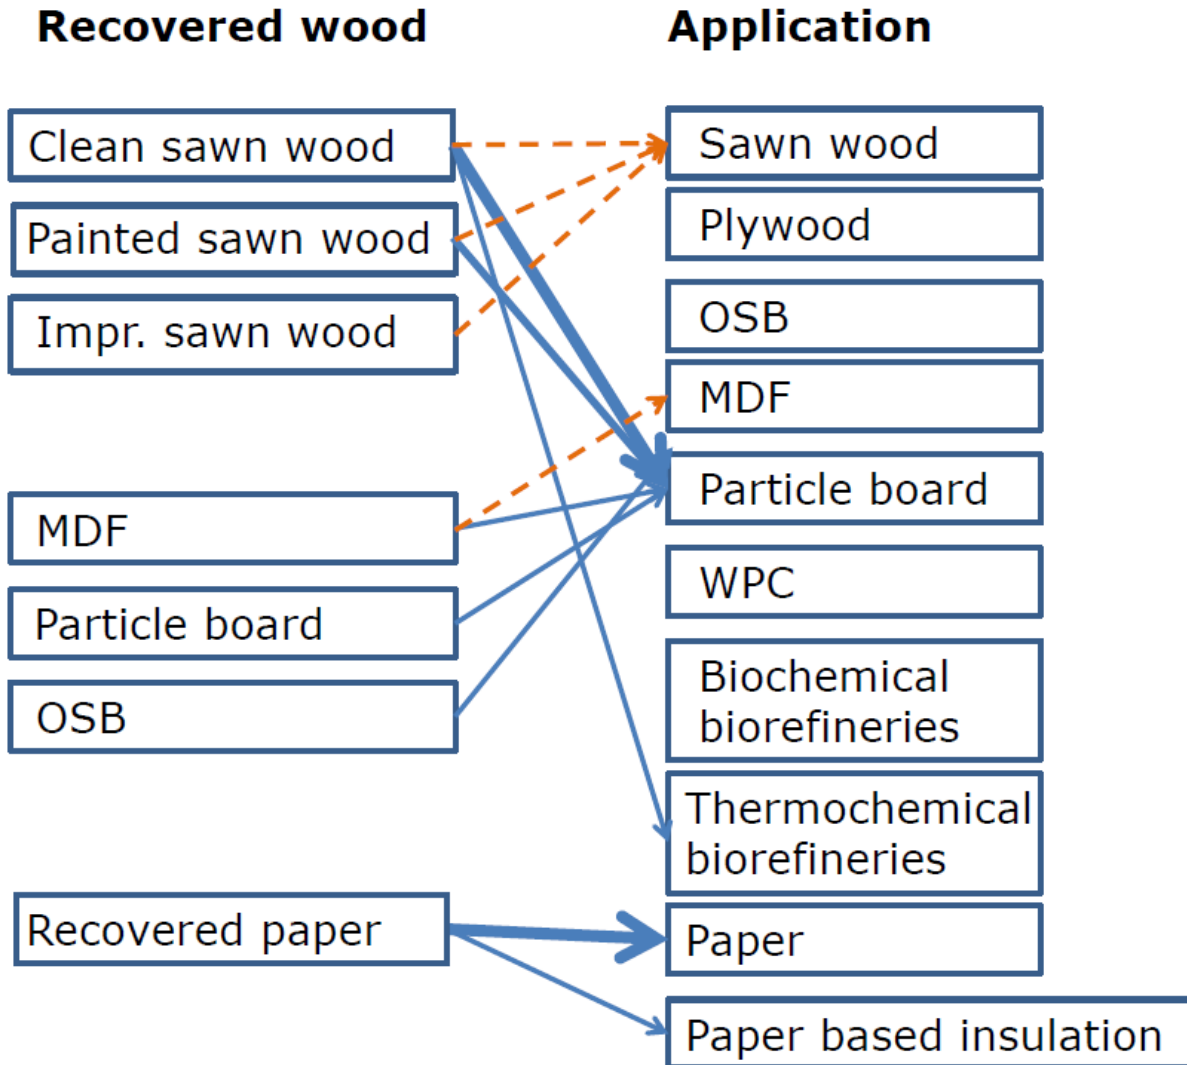 Recovered wood
Application
Clean sawn wood
Painted sawn wood
Impr. sawn wood
MDF
Particle board
OSB
Recovered paper
Sawn wood
Plywood
OSB
MDF
Particle board
WPC
Biochemical
biorefineries
Thermochemical
biorefineries
Paper
Paper based insulation